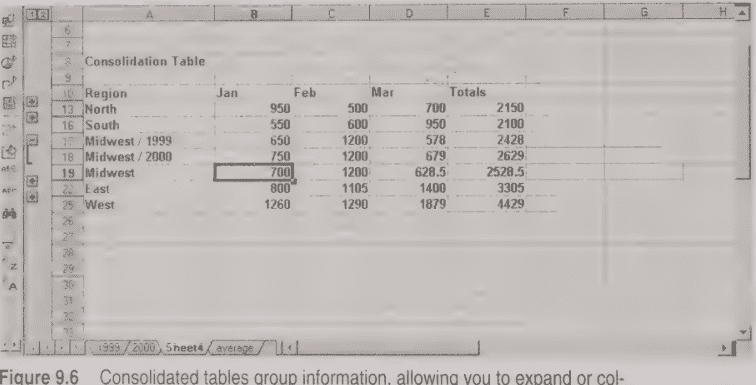 1 2 A B C D E F G H
6
7
8 Consolidation Table
9
10 Region Jan Feb Mar Totals
13 North 950 500 700 2150
16 South 550 600 950 2100
17 Midwest / 1999 650 1200 578 2428
18 Midwest / 2000 750 1200 679 2629
19 Midwest 700 1200 628.5 2528.5
22 East 800 1105 1400 3305
25 West 1260 1290 1879 4429
26
27
28
29
30
31
32
1999 2000 Sheet4 average
Figure 9.6 Consolidated tables group information, allowing you to expand or col-